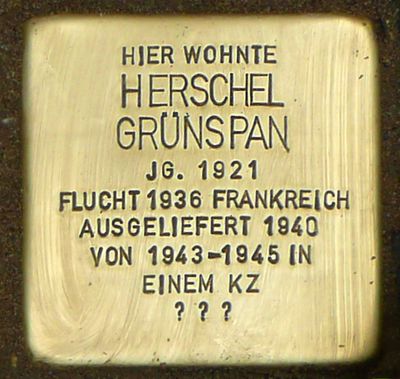 HIER WOHNTE
HERSCHEL
GRÜNSPAN
JG. 1921
FLUCHT 1936 FRANKREICH
AUSGELIEFERT 1940
VON 1943-1945 IN
EINEM KZ
? ? ?